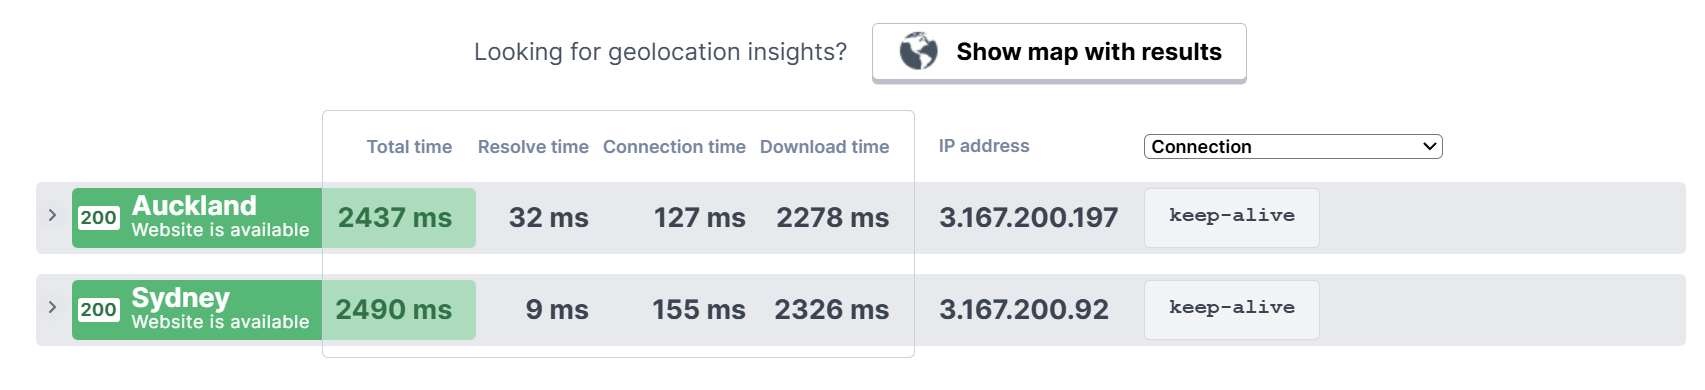 Looking for geolocation insights? Show map with results
Total time Resolve time Connection time Download time IP address Connection
200 Auckland 2437 ms 32 ms 127 ms 2278 ms 3.167.200.197 keep-alive
Website is available
200 Sydney 2490 ms 9 ms 155 ms 2326 ms 3.167.200.92 keep-alive
Website is available